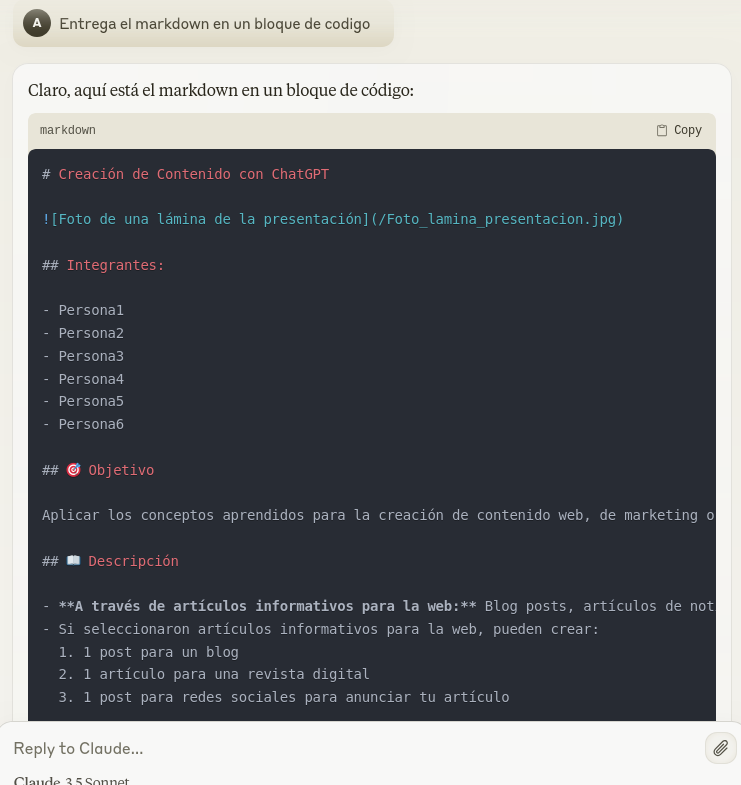 A
Entrega el markdown en un bloque de codigo
Claro, aquí está el markdown en un bloque de código:
markdown
Copy
# Creación de Contenido con ChatGPT
![Foto de una lámina de la presentación](/Foto_lamina_presentacion.jpg)
## Integrantes:
- Persona1
- Persona2
- Persona3
- Persona4
- Persona5
- Persona6
## 🎯 Objetivo
Aplicar los conceptos aprendidos para la creación de contenido web, de marketing o
## 📖 Descripción
- **A través de artículos informativos para la web:** Blog posts, artículos de not
- Si seleccionaron artículos informativos para la web, pueden crear:
  1. 1 post para un blog
  2. 1 artículo para una revista digital
  3. 1 post para redes sociales para anunciar tu artículo
Reply to Claude...
Claude 3.5 Sonnet